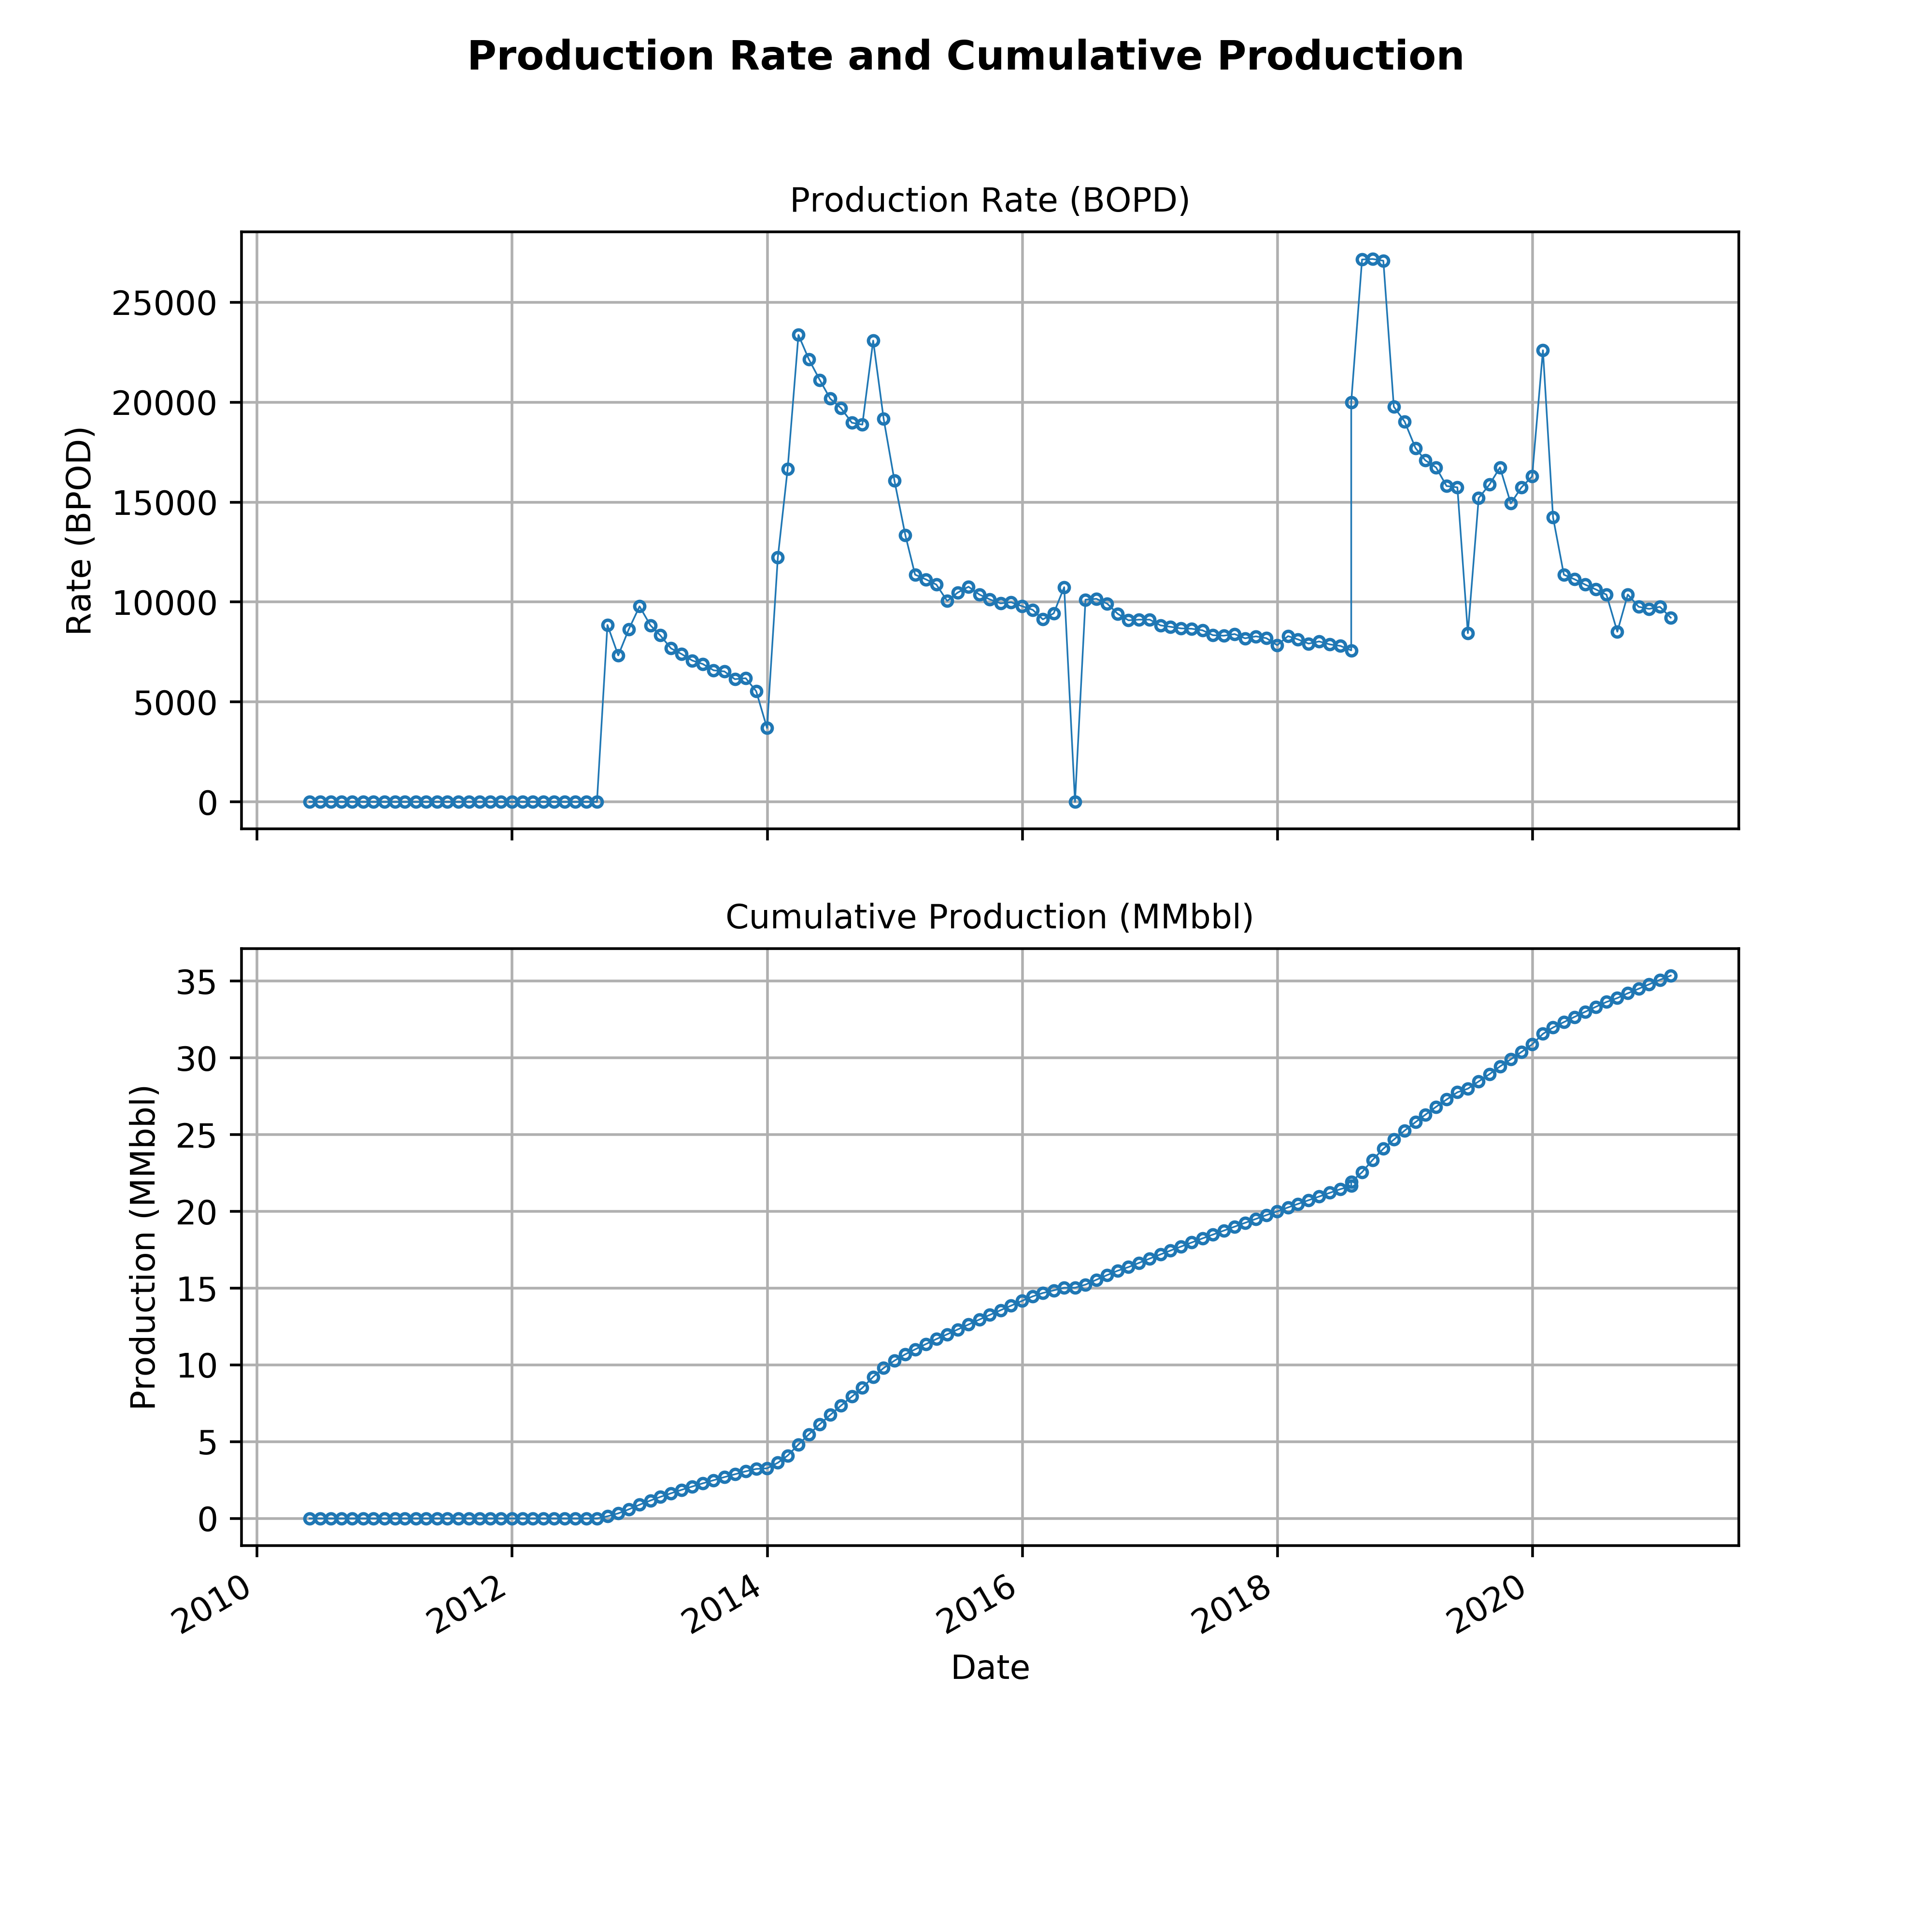 Production Rate and Cumulative Production
Production Rate (BOPD)
Rate (BPOD)
25000
20000
15000
10000
5000
0
Cumulative Production (MMbbl)
Production (MMbbl)
35
30
25
20
15
10
5
0
2010 2012 2014 2016 2018 2020
Date